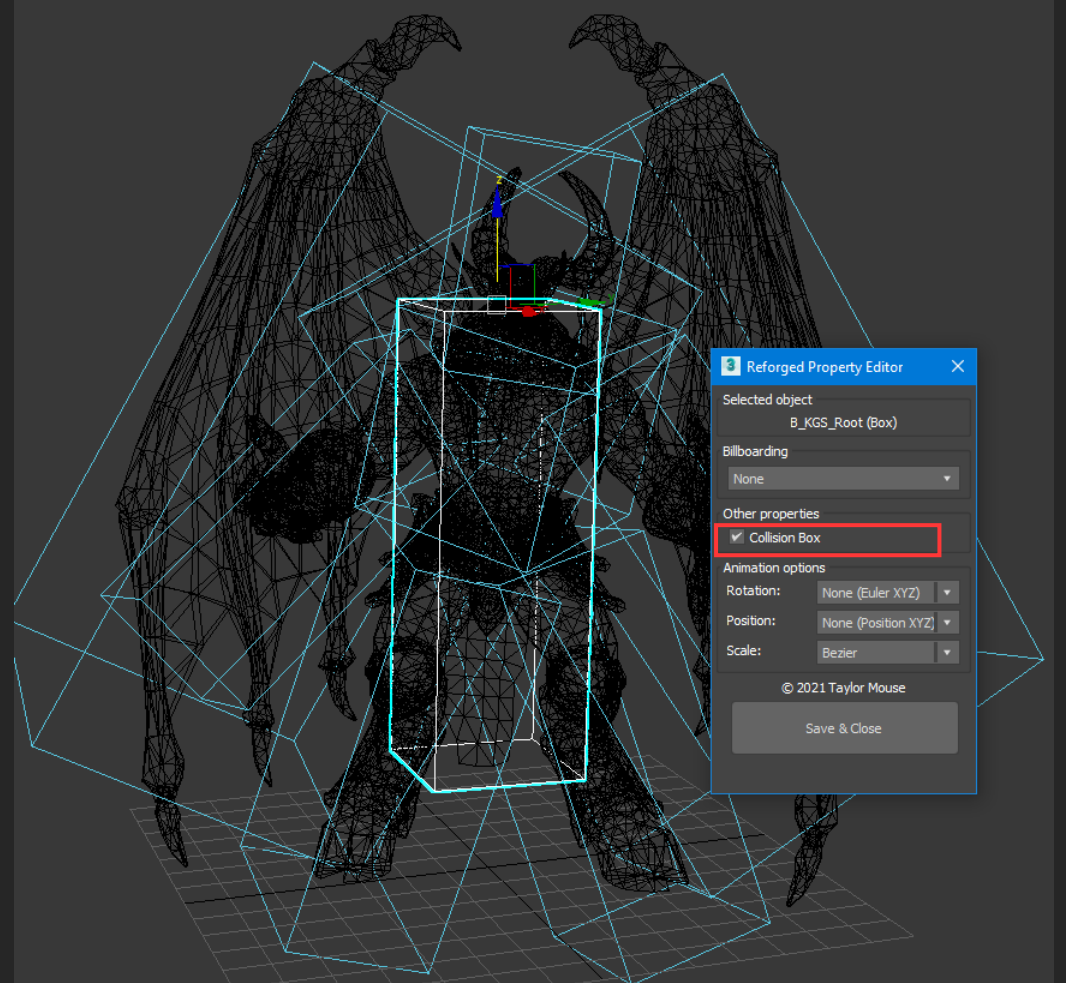 z
3 Reforged Property Editor
Selected object
B_KGS_Root (Box)
Billboarding
None
Other properties
Collision Box
Animation options
Rotation: None (Euler XYZ)
Position: None (Position XYZ)
Scale: Bezier
© 2021 Taylor Mouse
Save & Close